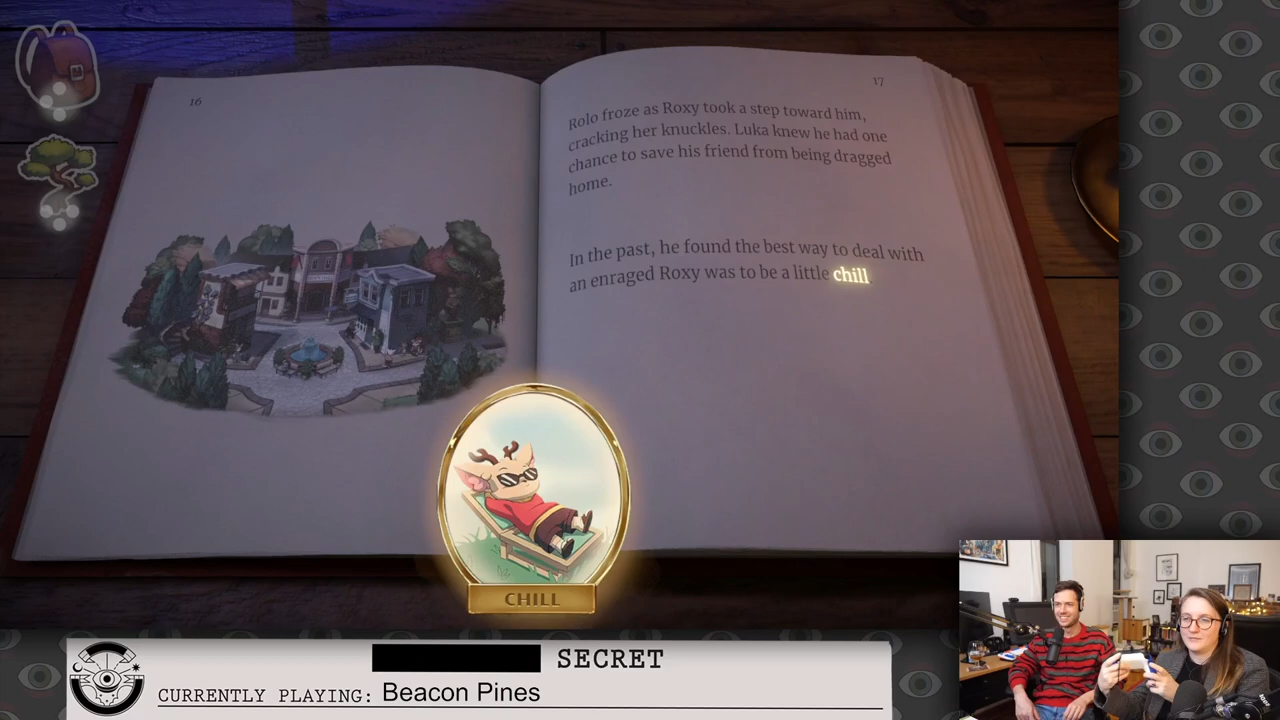 16
17
Rolo froze as Roxy took a step toward him,
cracking her knuckles. Luka knew he had one
chance to save his friend from being dragged
home.
In the past, he found the best way to deal with
an enraged Roxy was to be a little chill.
CHILL
SECRET
CURRENTLY PLAYING: Beacon Pines